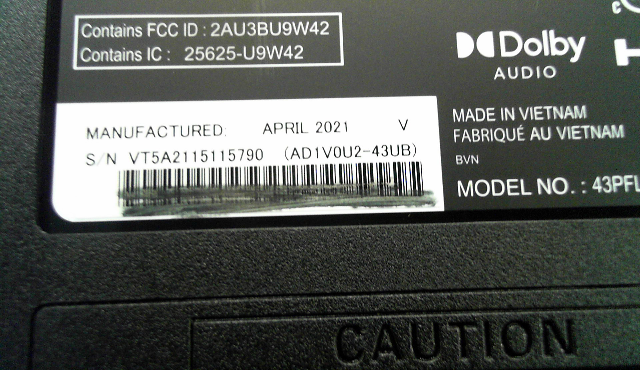 Contains FCC ID : 2AU3BU9W42
Contains IC : 25625-U9W42
Dolby
AUDIO
MANUFACTURED: APRIL 2021 V
S/N VT5A2115115790 (AD1V0U2-43UB)
MADE IN VIETNAM
FABRIQUÉ AU VIETNAM
BVN
MODEL NO. : 43PFL
CAUTION